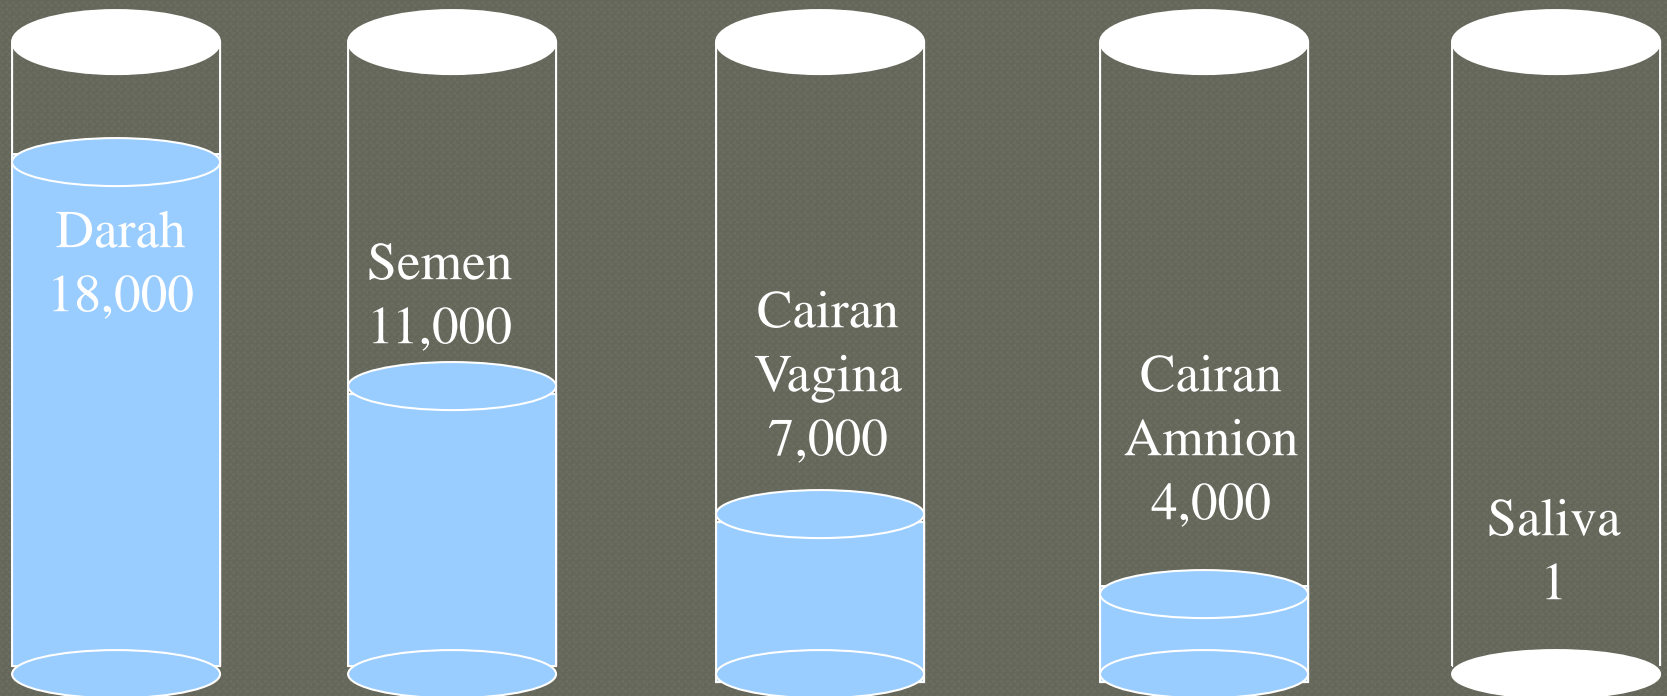 Darah
18,000
Semen
11,000
Cairan
Vagina
7,000
Cairan
Amnion
4,000
Saliva
1